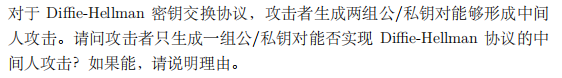 对于 Diffie-Hellman 密钥交换协议，攻击者生成两组公/私钥对能够形成中间
人攻击。请问攻击者只生成一组公/私钥对能否实现 Diffie-Hellman 协议的中
间人攻击？如果能，请说明理由。